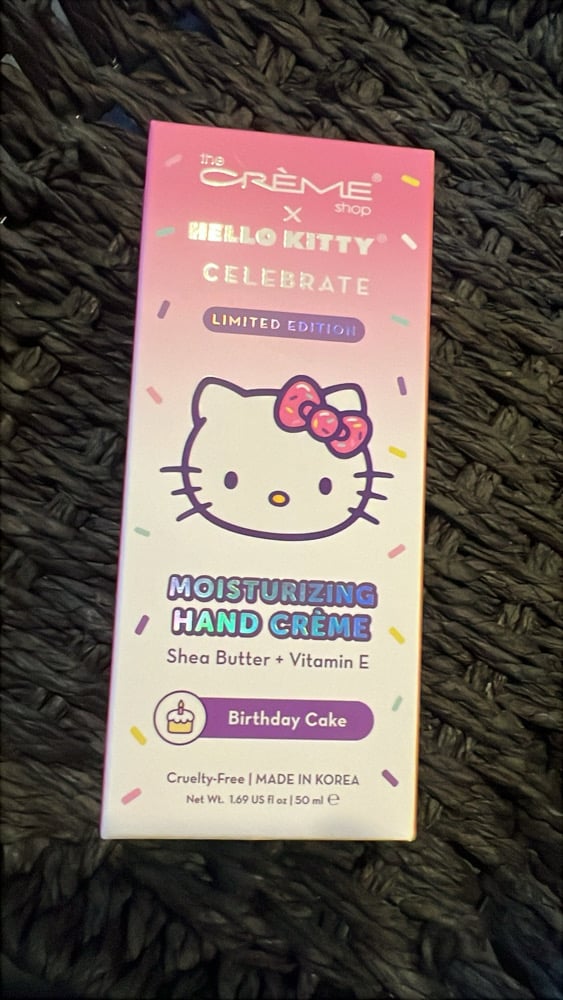 the
CRÈME®
shop
X
HELLO KITTY®
CELEBRATE
LIMITED EDITION
MOISTURIZING
HAND CRÈME
Shea Butter + Vitamin E
Birthday Cake
Cruelty-Free | MADE IN KOREA
Net Wt. 1.69 US fl oz | 50 ml ℮